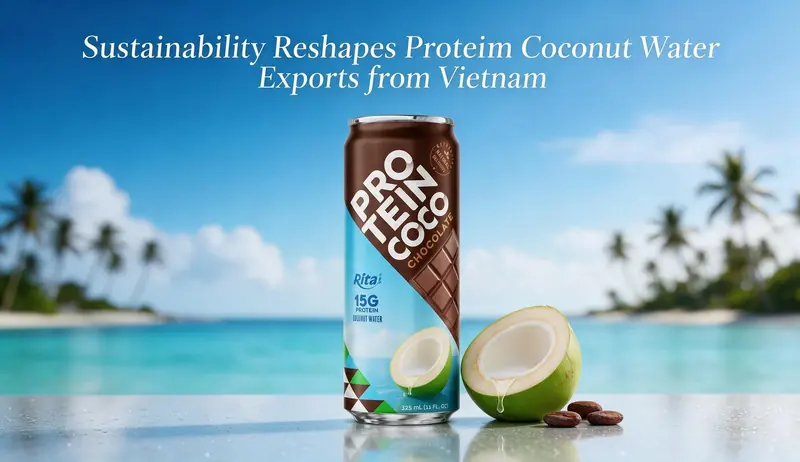 Sustainability Reshapes Proteim Coconut Water
Exports from Vietnam
PRO
TEIN
COCO
CHOCOLATE
Rita
15G
PROTEIN
COCONUT WATER
325 mL (11 FL. OZ)